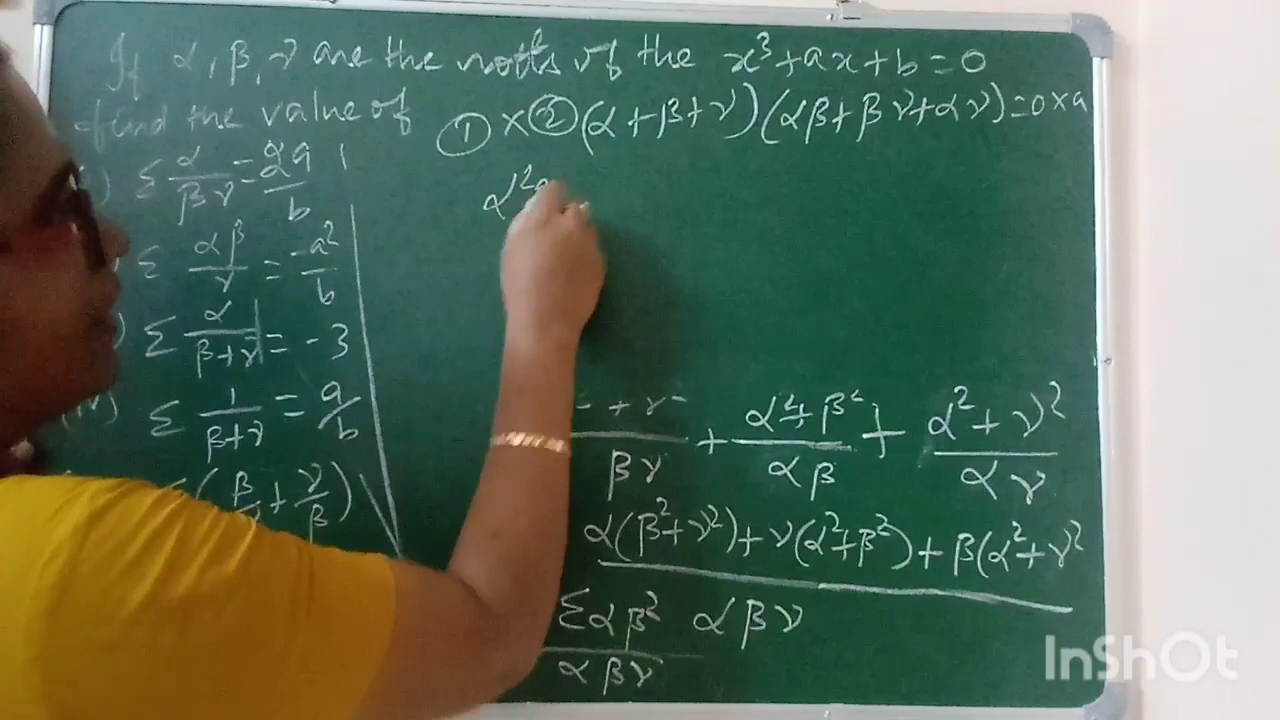 If α, β, γ are the roots of the x³+ax+b=0
find the value of
① × ② (α+β+γ)(αβ+βγ+αγ)=0×a
) Σ α/βγ = 2a/b
α²
Σ αβ/γ = -a²/b
) Σ α/β+γ = -3
(iv) Σ 1/β+γ = a/b
βγ + α²+β²/αβ + α²+γ²/αγ
(β + γ/β)
α(β²+γ²)+γ(α²+β²)+β(α²+γ²
Σαβ²/αβγ αβγ
InShOt